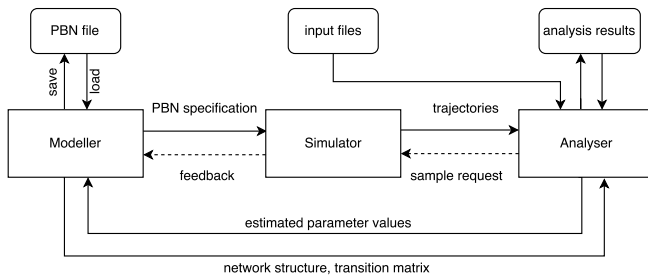 PBN file
input files
analysis results
save
load
PBN specification
trajectories
Modeller
Simulator
Analyser
feedback
sample request
estimated parameter values
network structure, transition matrix